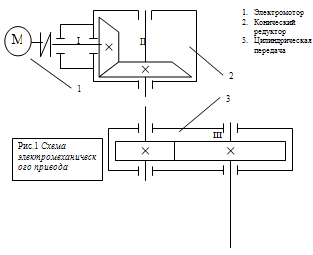 M
I
II
1
2
3
III
1. Электромотор
2. Конический
редуктор
3. Цилиндрическая
передача
Рис.1 Схема
электромеханическ
ого привода